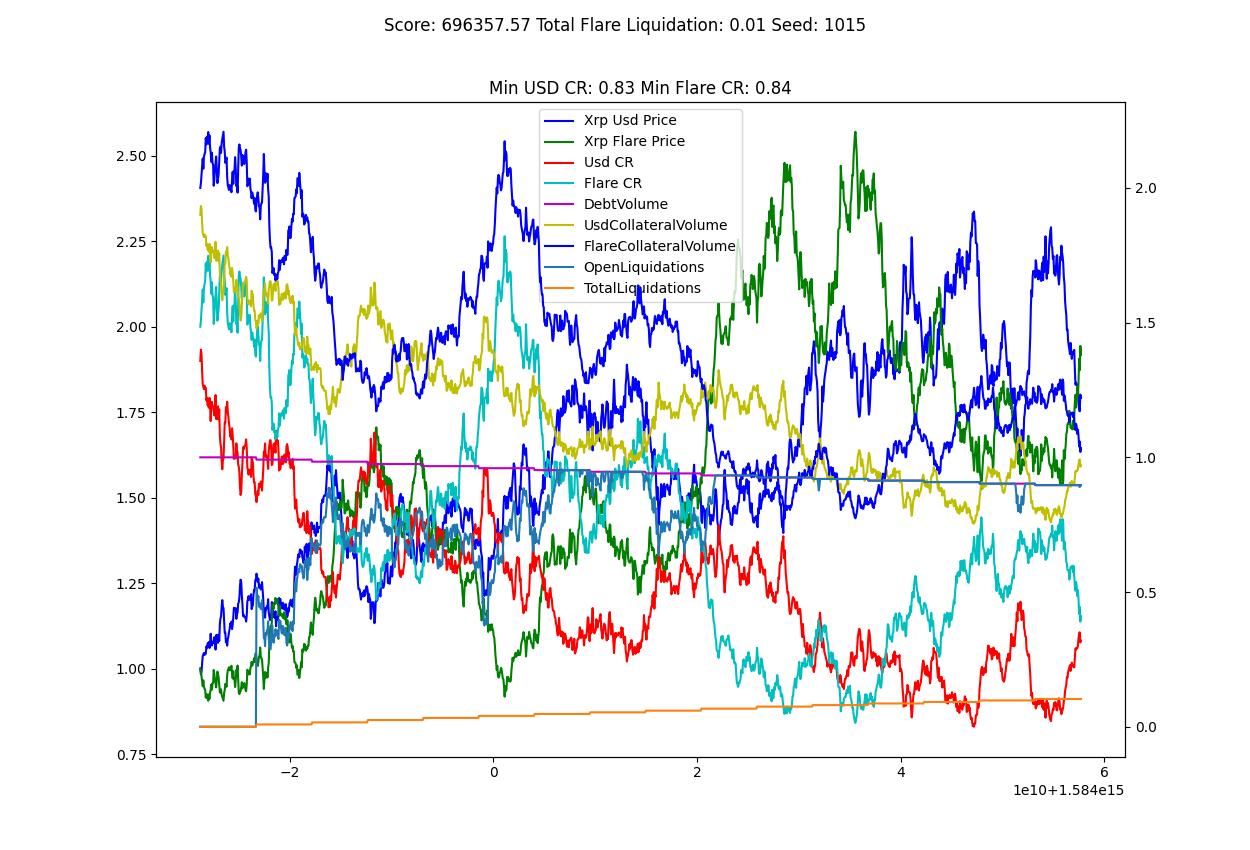 Score: 696357.57 Total Flare Liquidation: 0.01 Seed: 1015
Min USD CR: 0.83 Min Flare CR: 0.84
Xrp Usd Price
Xrp Flare Price
Usd CR
Flare CR
DebtVolume
UsdCollateralVolume
FlareCollateralVolume
OpenLiquidations
TotalLiquidations
2.50
2.25
2.00
1.75
1.50
1.25
1.00
0.75
2.0
1.5
1.0
0.5
0.0
−2 0 2 4 6
1e10+1.584e15